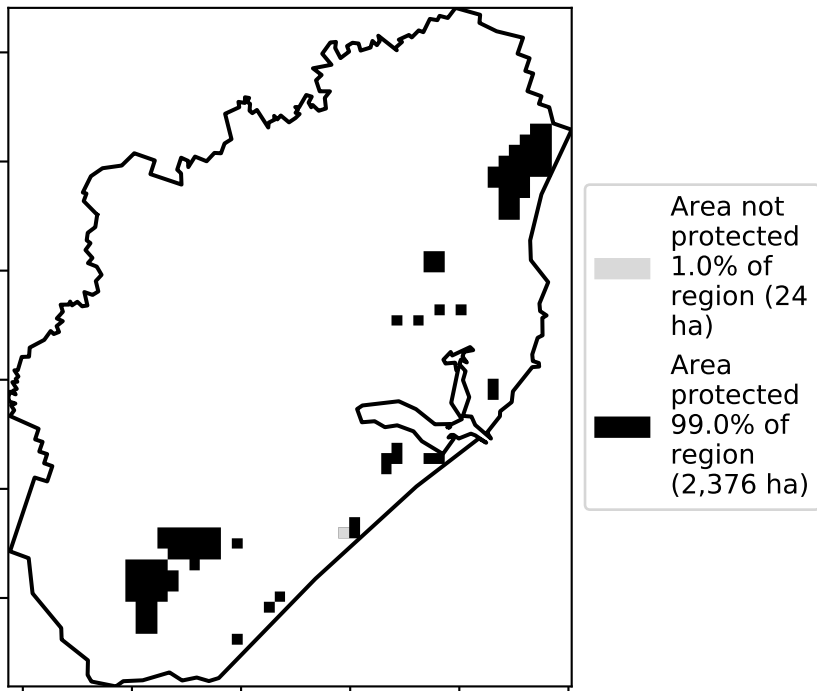 Area not
protected
1.0% of
region (24
ha)
Area
protected
99.0% of
region
(2,376 ha)